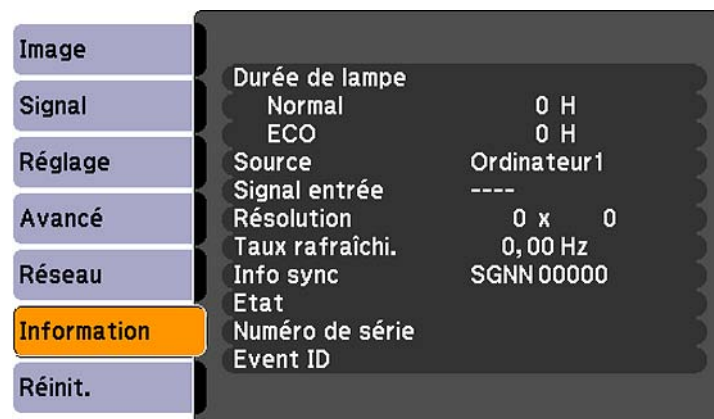 Image
Signal
Réglage
Avancé
Réseau
Information
Réinit.
Durée de lampe
Normal 0 H
ECO 0 H
Source Ordinateur1
Signal entrée ----
Résolution 0 x 0
Taux rafraîchi. 0,00 Hz
Info sync SGNN 00000
Etat
Numéro de série
Event ID